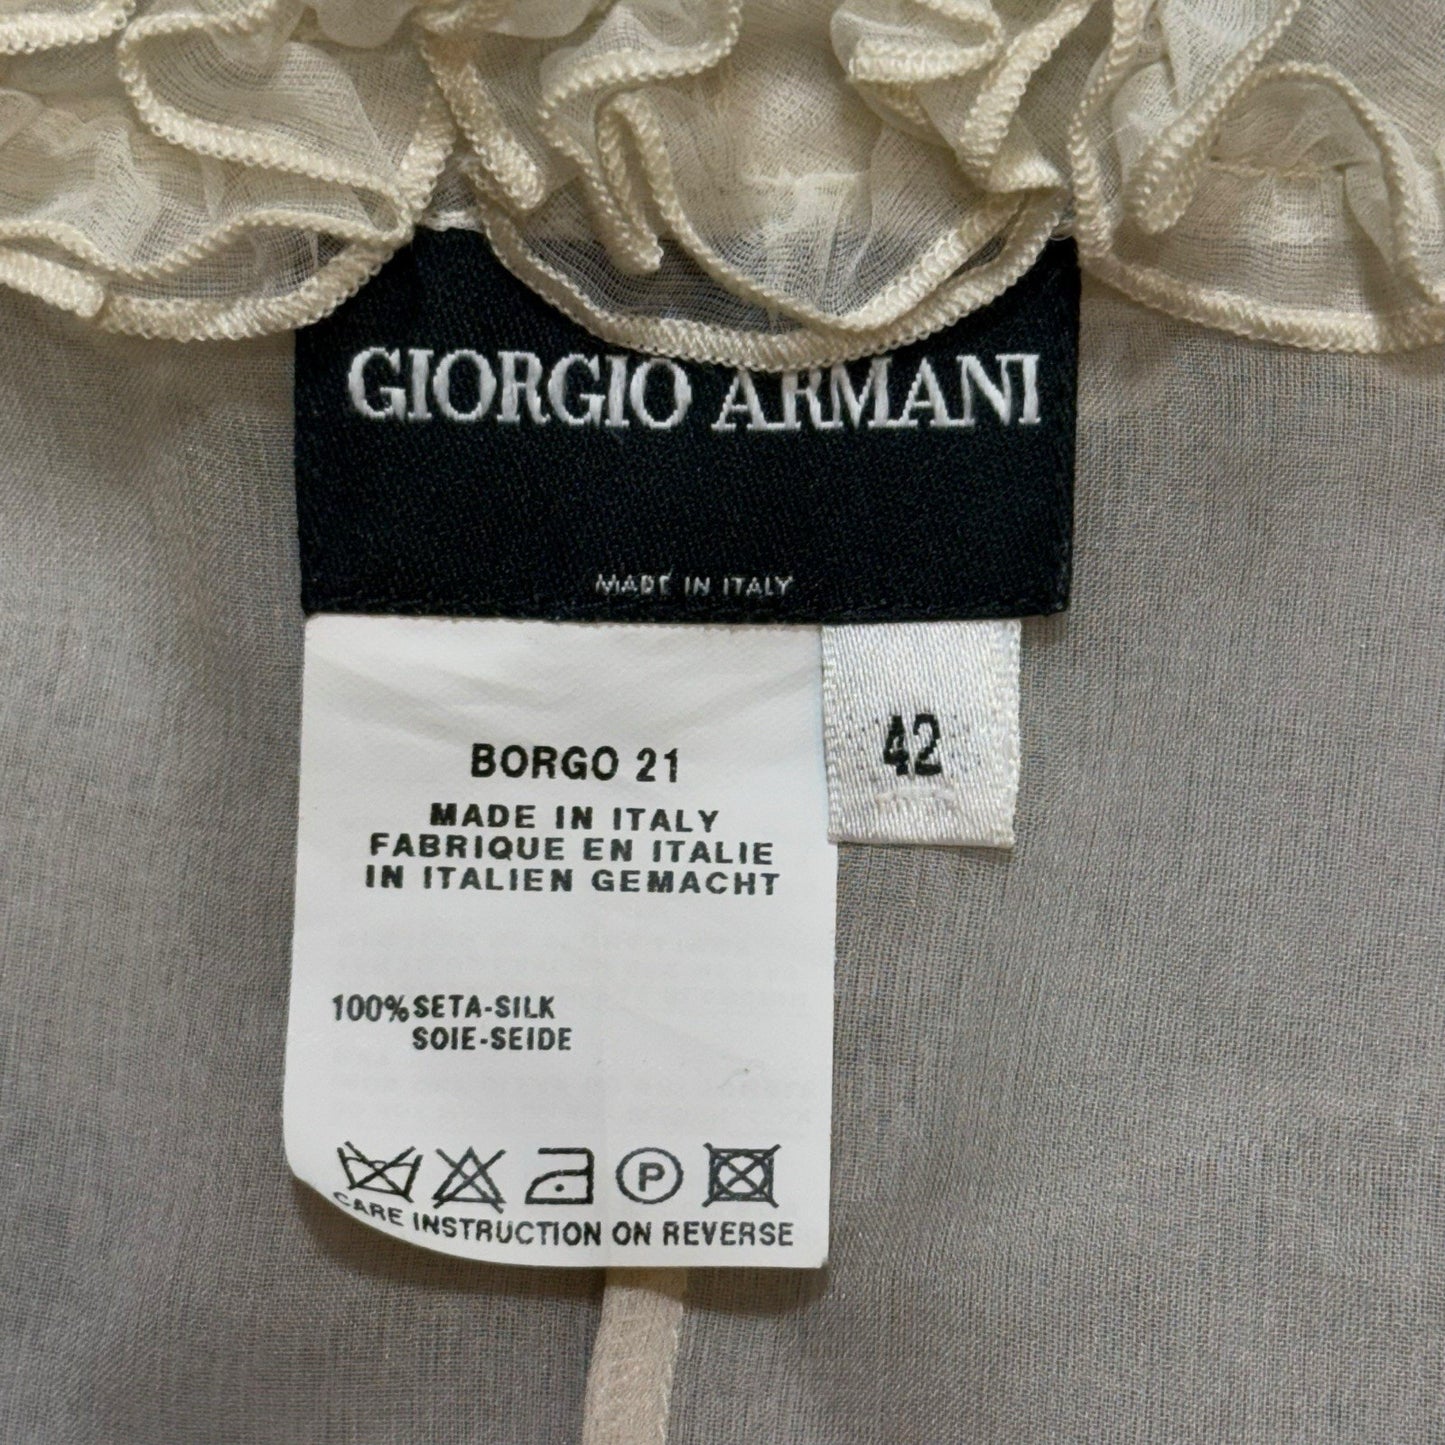 GIORGIO ARMANI
MADE IN ITALY
42
BORGO 21
MADE IN ITALY
FABRIQUE EN ITALIE
IN ITALIEN GEMACHT
100% SETA-SILK
SOIE-SEIDE
P
CARE INSTRUCTION ON REVERSE